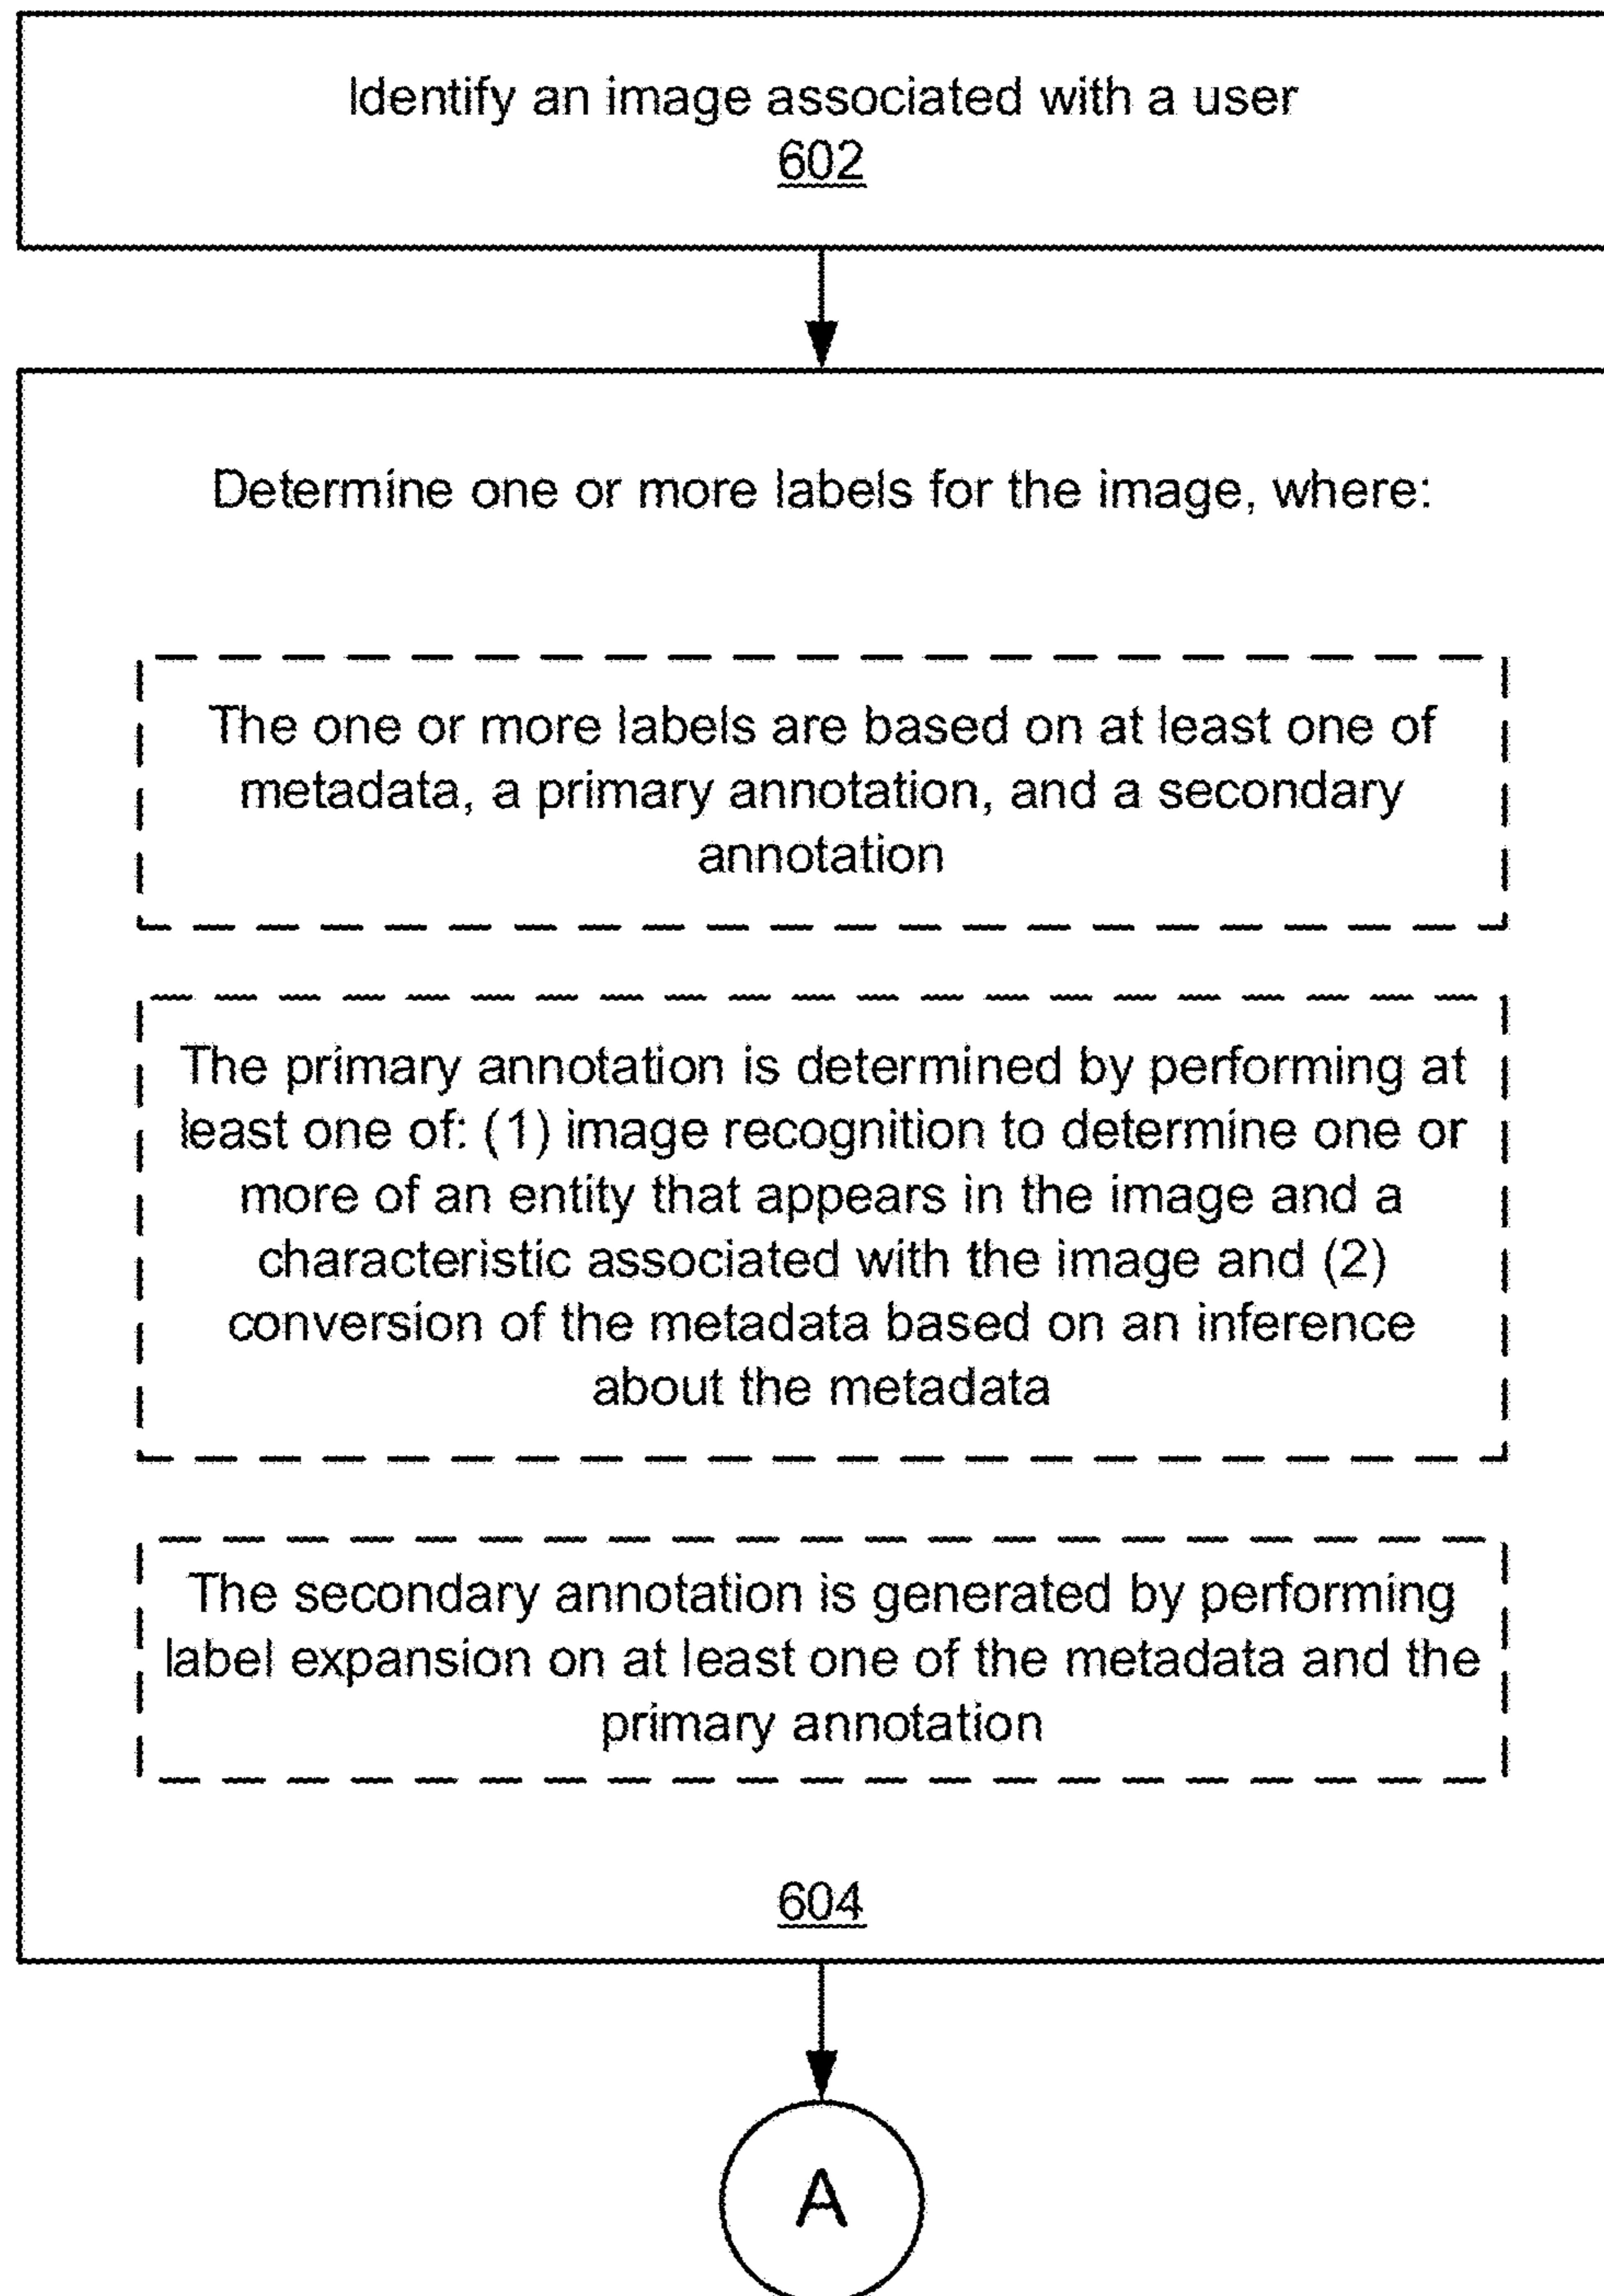 Identify an image associated with a user
602
Determine one or more labels for the image, where:
The one or more labels are based on at least one of
metadata, a primary annotation, and a secondary
annotation
The primary annotation is determined by performing at
least one of: (1) image recognition to determine one or
more of an entity that appears in the image and a
characteristic associated with the image and (2)
conversion of the metadata based on an inference
about the metadata
The secondary annotation is generated by performing
label expansion on at least one of the metadata and the
primary annotation
604
A